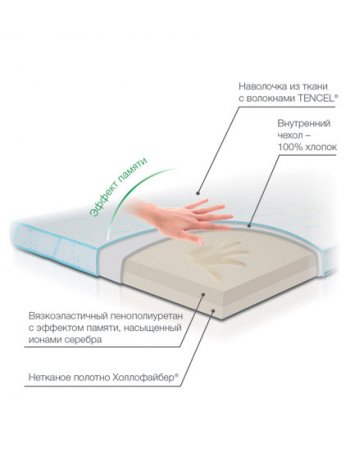 Наволочка из ткани
с волокнами TENCEL®
Внутренний
чехол –
100% хлопок
Эффект памяти
Вязкоэластичный пенополиуретан
с эффектом памяти, насыщенный
ионами серебра
Нетканое полотно Холлофайбер®